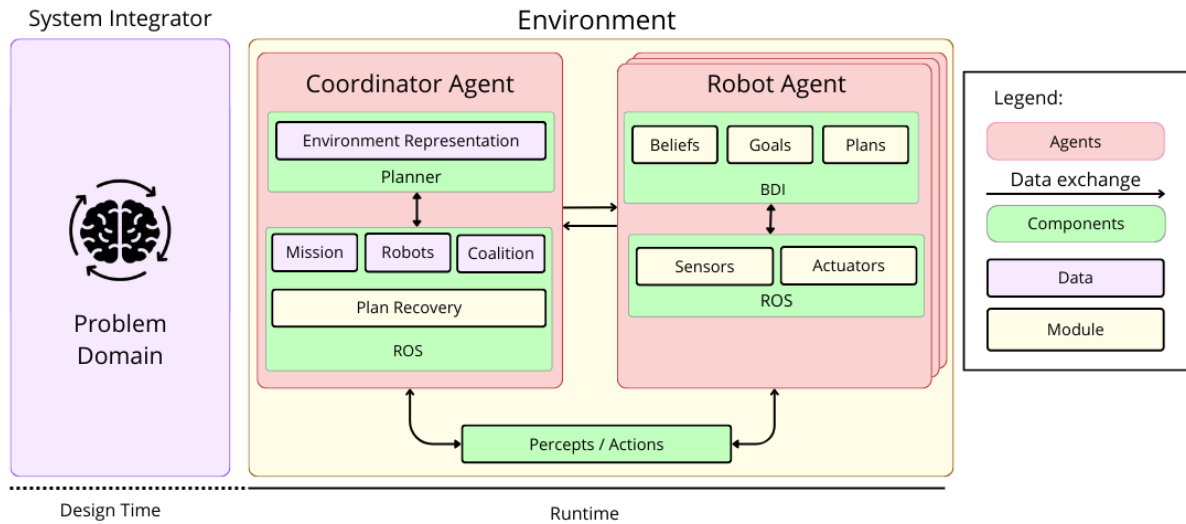 System Integrator
Environment
Problem
Domain
Coordinator Agent
Environment Representation
Planner
Mission
Robots
Coalition
Plan Recovery
ROS
Robot Agent
Beliefs
Goals
Plans
BDI
Sensors
Actuators
ROS
Percepts / Actions
Legend:
Agents
Data exchange
Components
Data
Module
Design Time
Runtime